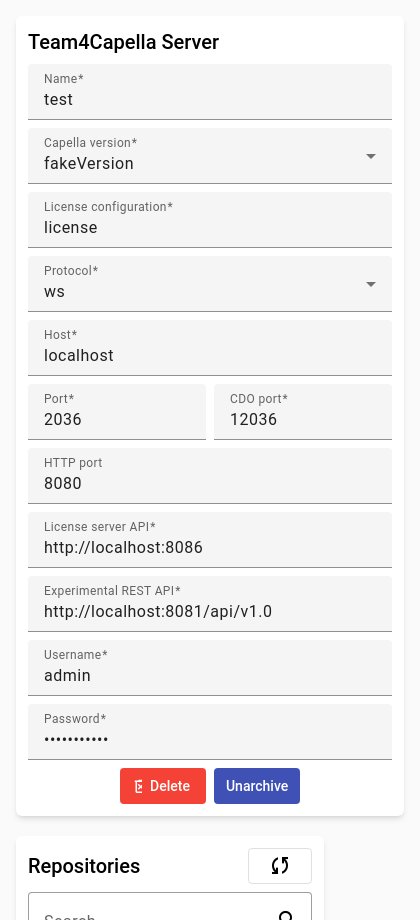 Team4Capella Server
Name*
test
Capella version*
fakeVersion
License configuration*
license
Protocol*
ws
Host*
localhost
Port*
2036
CDO port*
12036
HTTP port
8080
License server API*
http://localhost:8086
Experimental REST API*
http://localhost:8081/api/v1.0
Username*
admin
Password*
•••••••••••
Delete
Unarchive
Repositories
Search